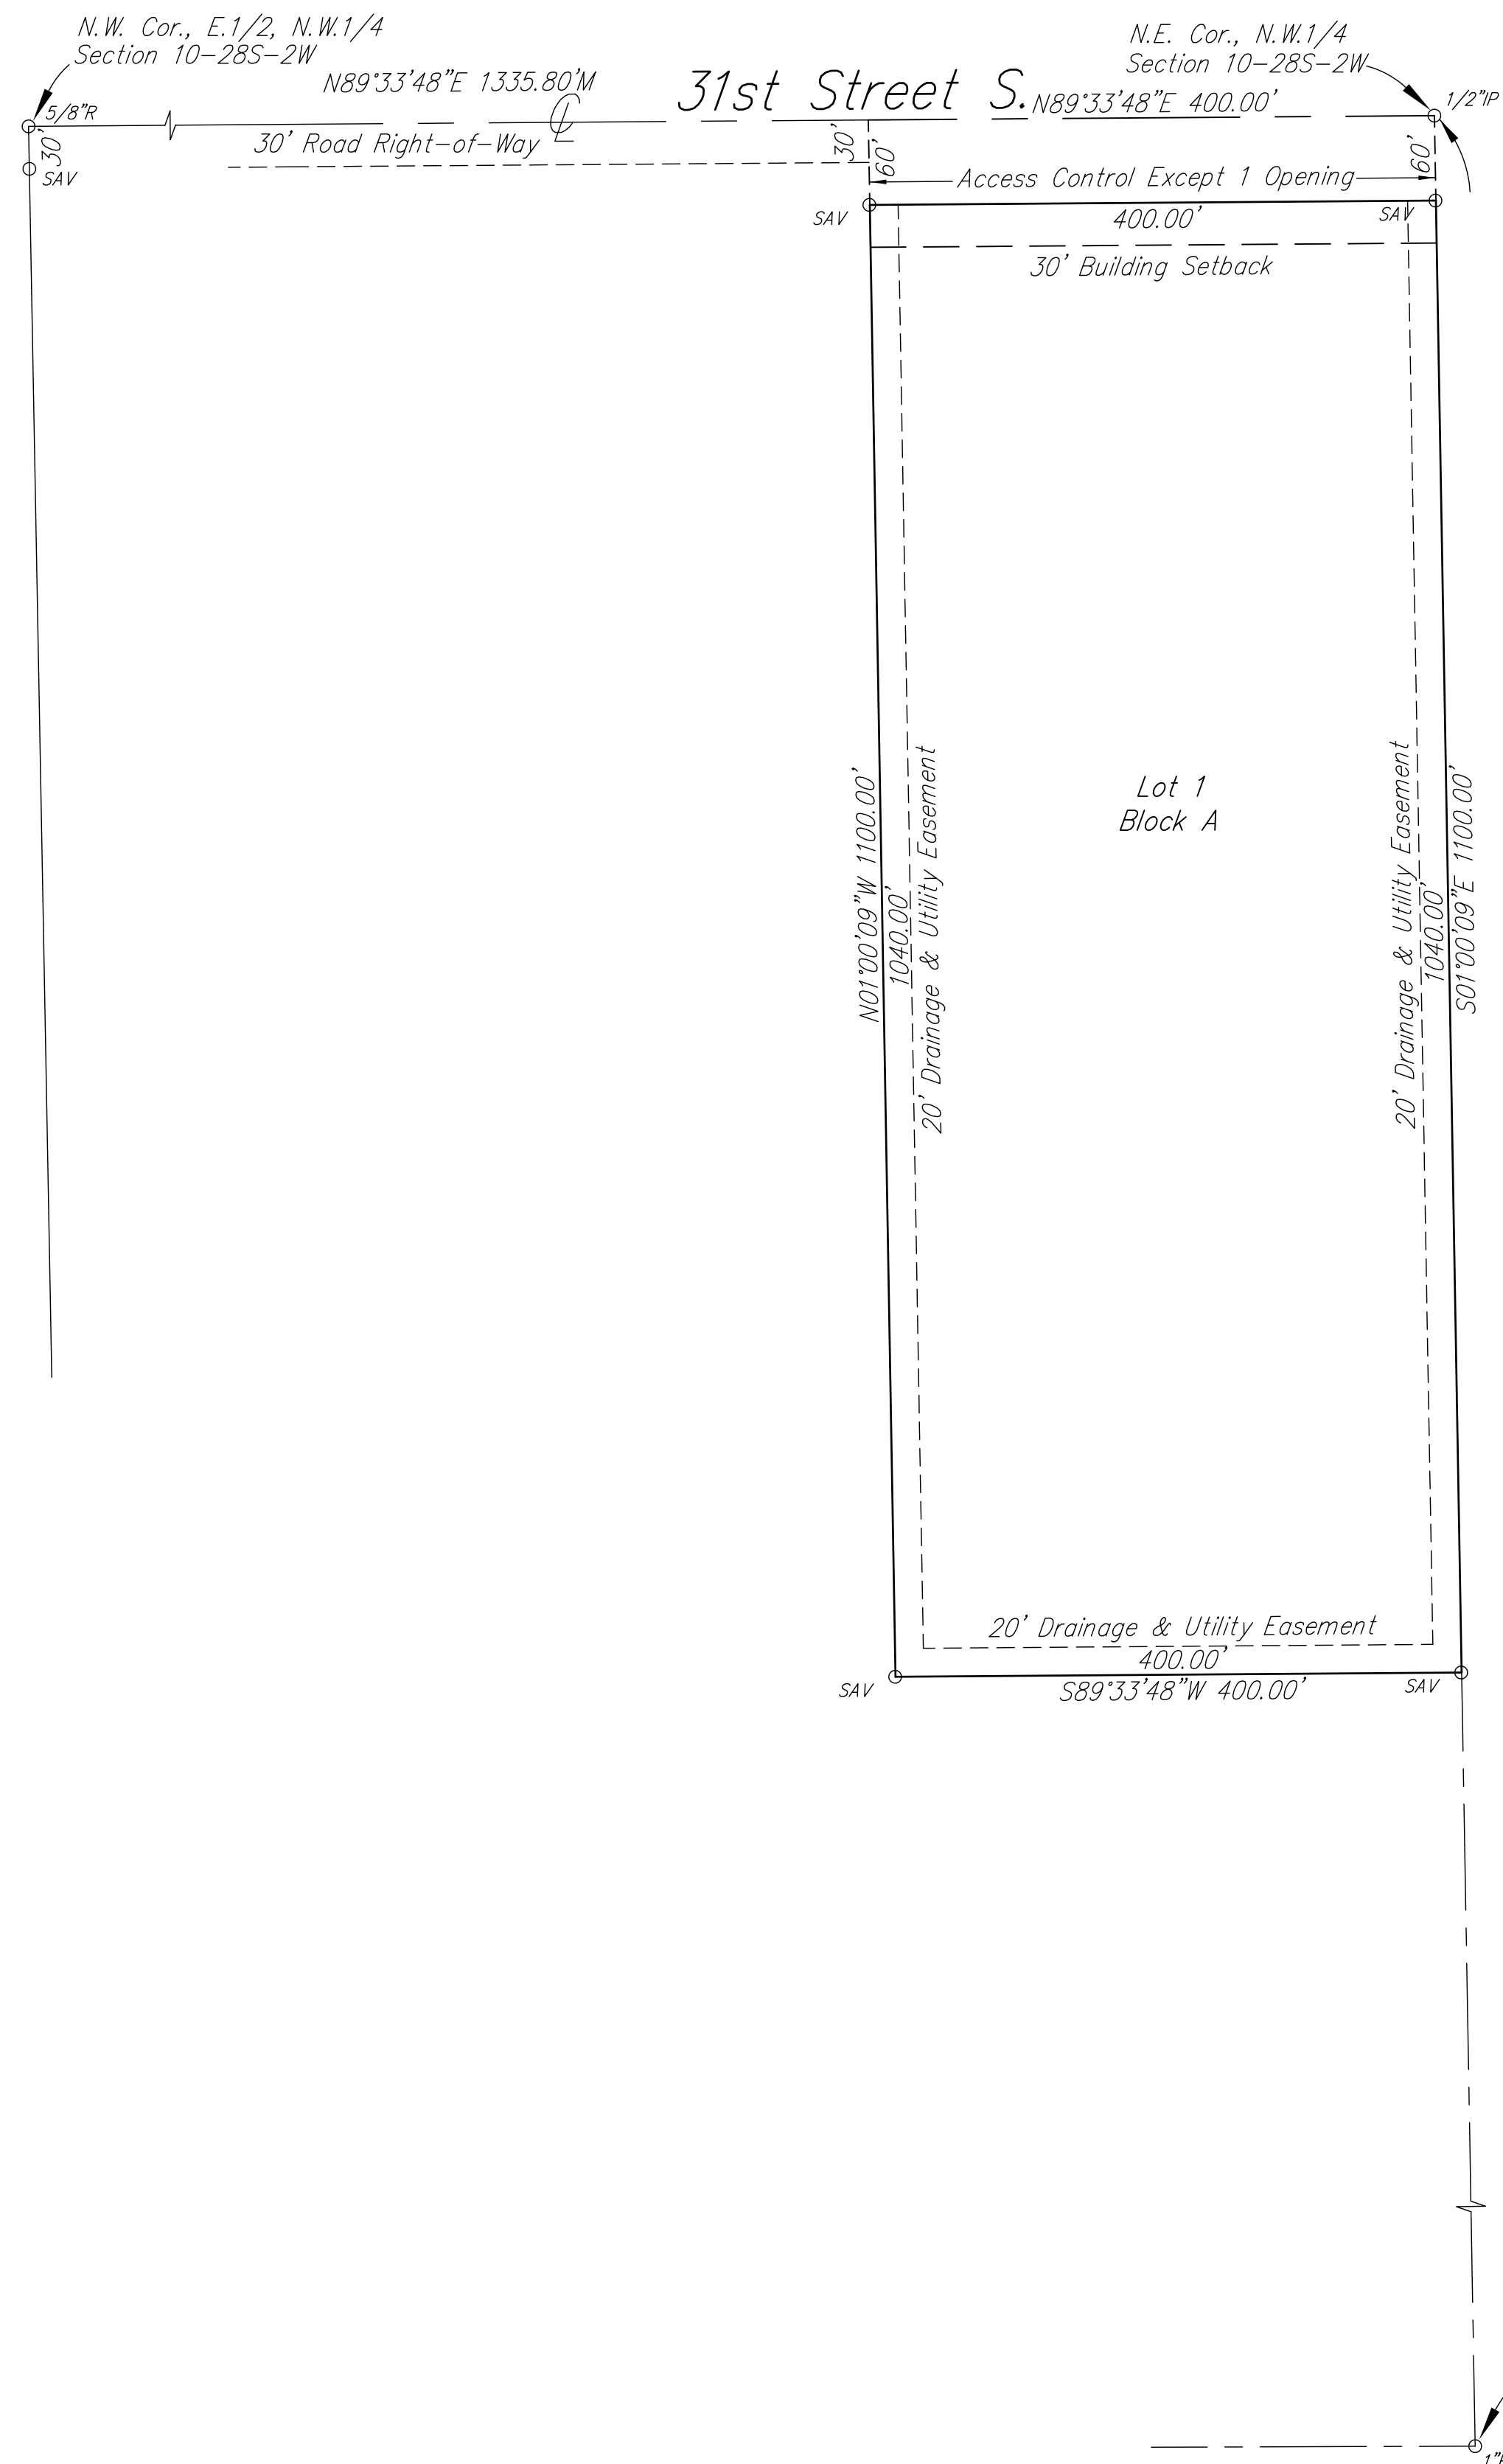 N.W. Cor., E.1/2, N.W.1/4
Section 10-28S-2W
N.E. Cor., N.W.1/4
Section 10-28S-2W
N89°33'48"E 1335.80'M
31st Street S.
N89°33'48"E 400.00'
1/2"IP
5/8"R
30'
SAV
30' Road Right-of-Way
℄
30'
60'
60'
Access Control Except 1 Opening
SAV
400.00'
SAV
30' Building Setback
Lot 1
Block A
N01°00'09"W 1100.00'
1040.00'
20' Drainage & Utility Easement
20' Drainage & Utility Easement
1040.00'
S01°00'09"E 1100.00'
20' Drainage & Utility Easement
400.00'
SAV
S89°33'48"W 400.00'
SAV